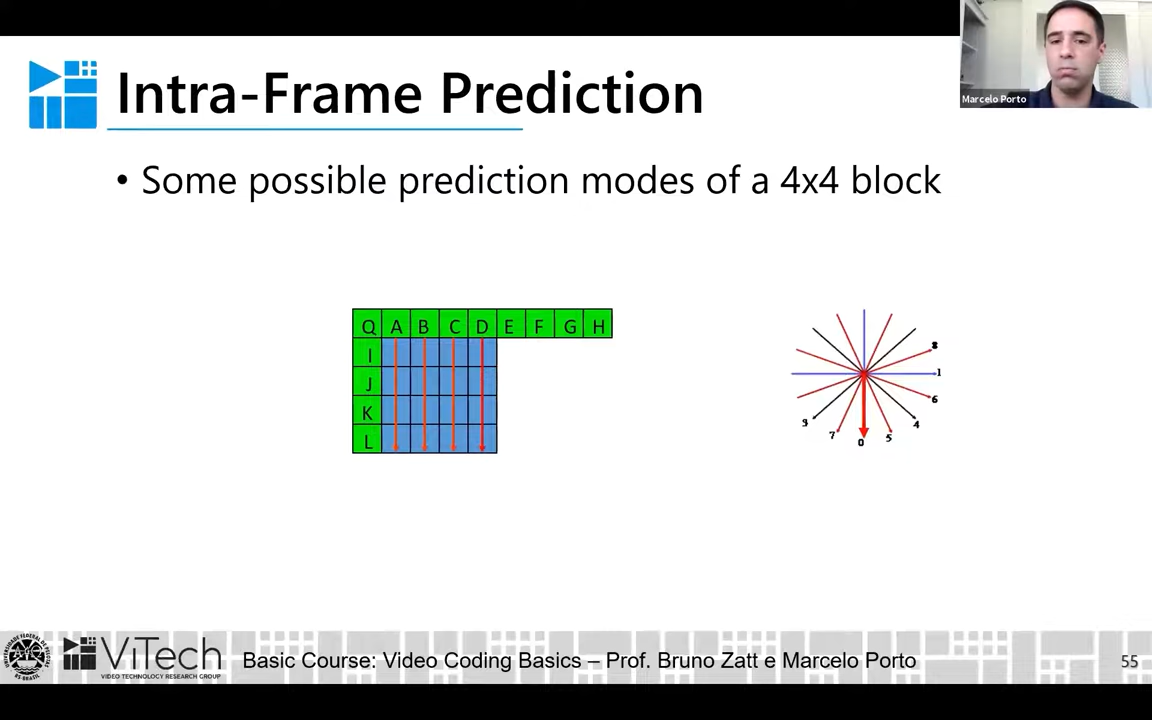 Intra-Frame Prediction
Marcelo Porto
• Some possible prediction modes of a 4x4 block
Q A B C D E F G H
I
J
K
L
8
1
6
3 4
7 0 5
ViTech
VIDEO TECHNOLOGY RESEARCH GROUP
Basic Course: Video Coding Basics – Prof. Bruno Zatt e Marcelo Porto
55